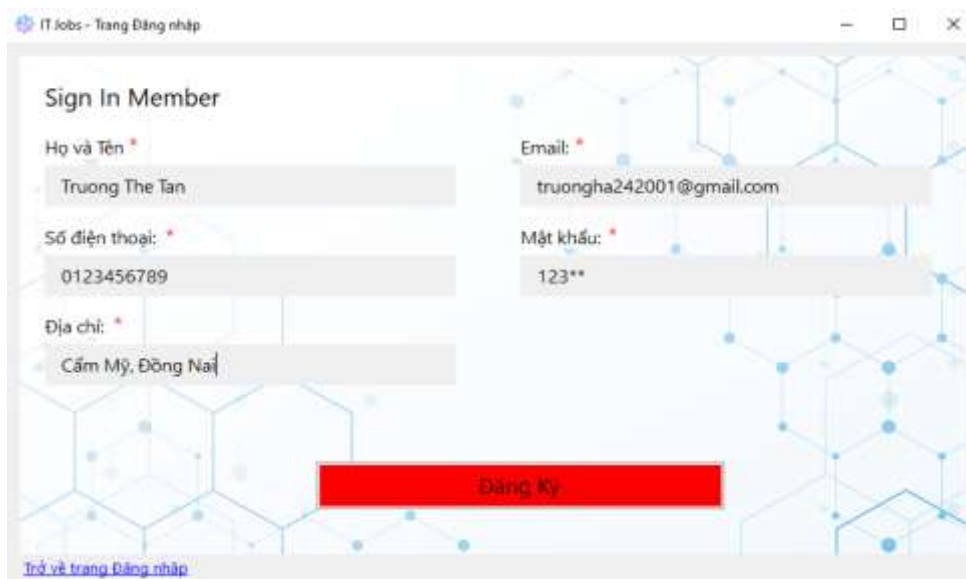 IT Jobs - Trang Đăng nhập
Sign In Member
Họ và Tên *
Truong The Tan
Email: *
truongha242001@gmail.com
Số điện thoại: *
0123456789
Mật khẩu: *
123**
Địa chỉ: *
Cẩm Mỹ, Đồng Nai
Đăng Ký
Trở về trang Đăng nhập